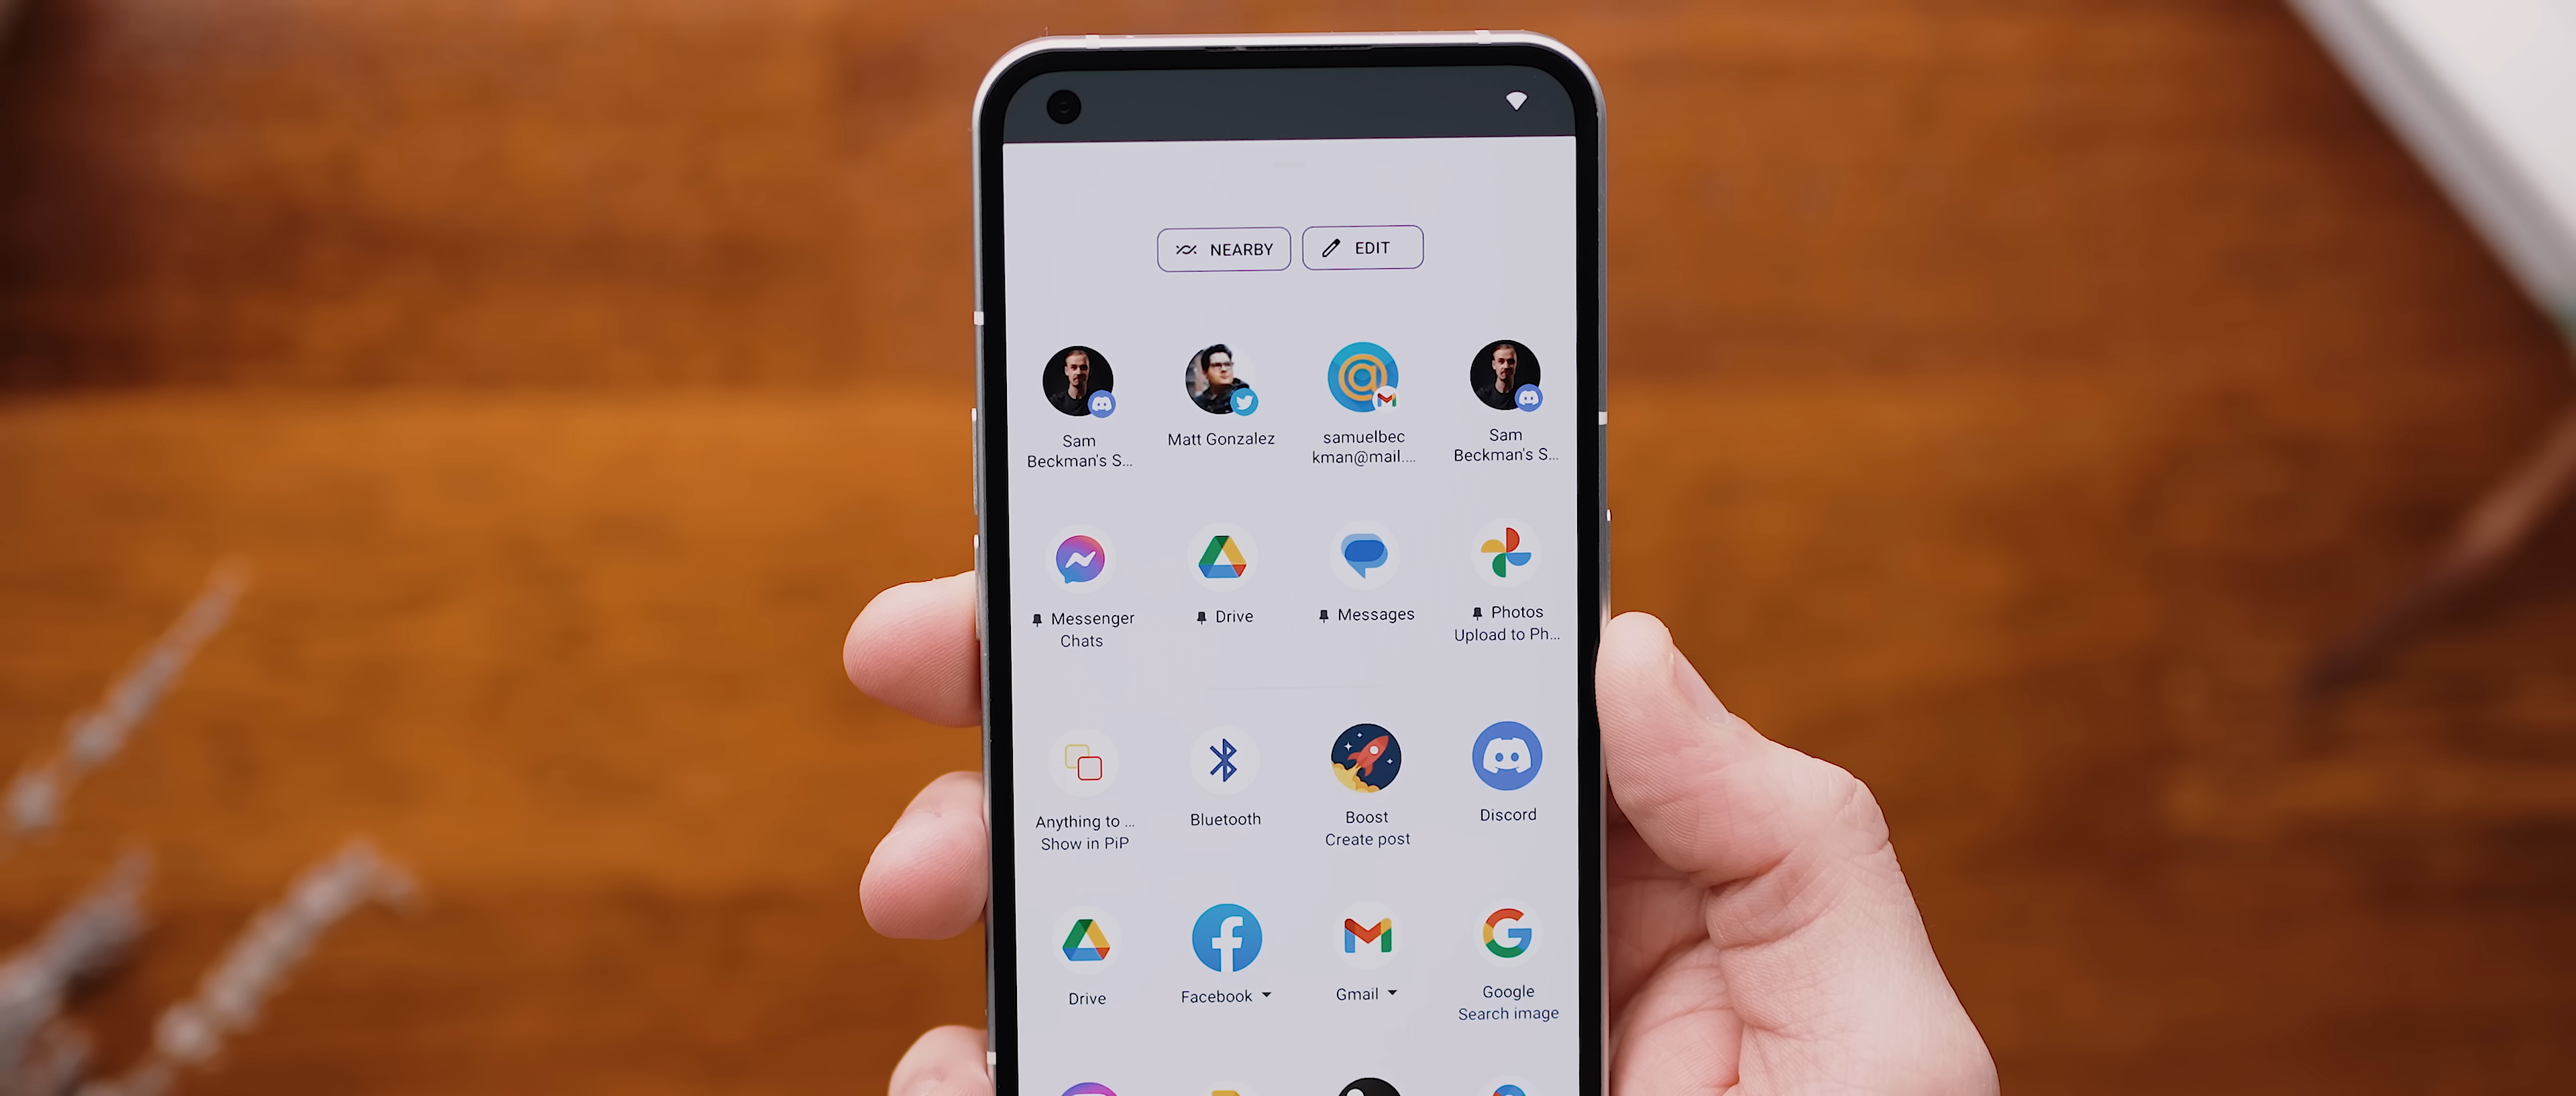 NEARBY
EDIT
Sam
Beckman's S...
Matt Gonzalez
samuelbec
kman@mail....
Sam
Beckman's S...
Messenger
Chats
Drive
Messages
Photos
Upload to Ph...
Anything to ...
Show in PiP
Bluetooth
Boost
Create post
Discord
Drive
Facebook
Gmail
Google
Search image